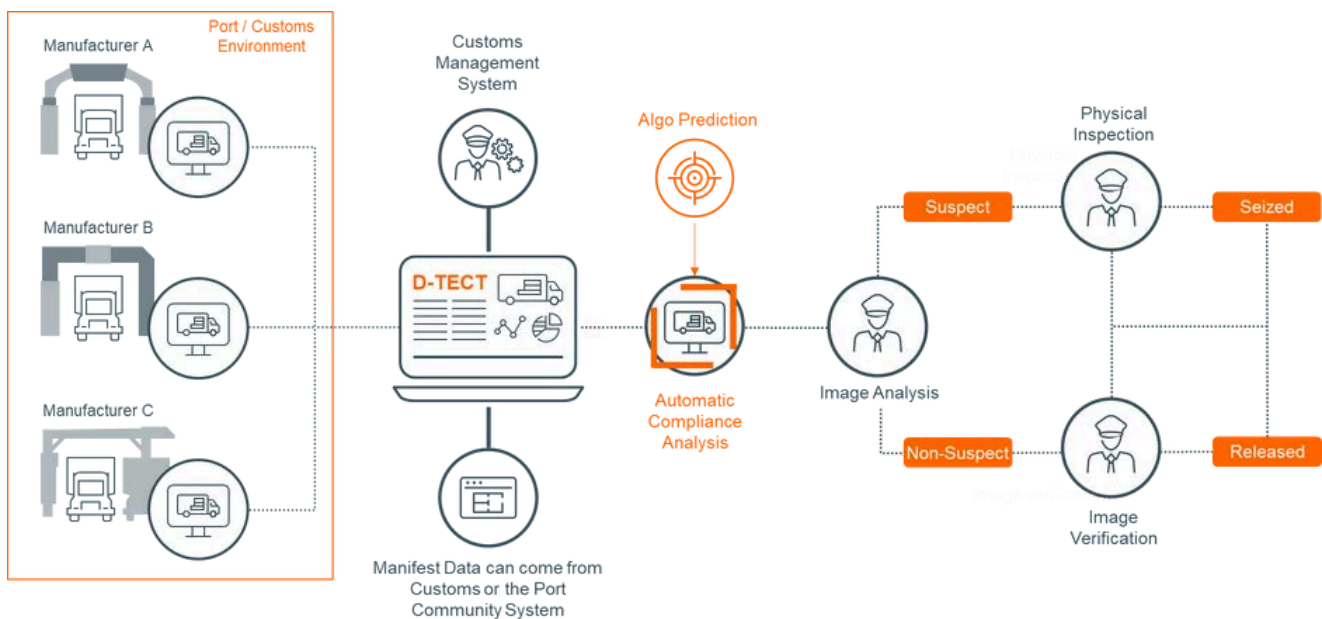 Port / Customs
Environment
Manufacturer A
Manufacturer B
Manufacturer C
Customs
Management
System
D-TECT
Manifest Data can come from
Customs or the Port
Community System
Algo Prediction
Automatic
Compliance
Analysis
Image Analysis
Suspect
Non-Suspect
Physical
Inspection
Image
Verification
Seized
Released